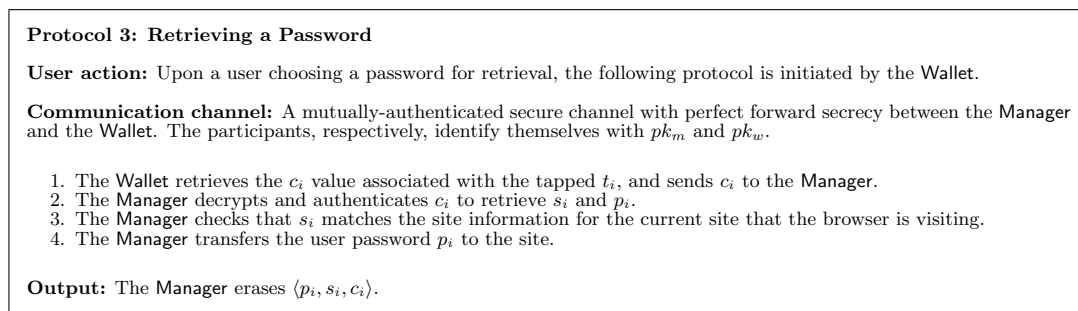 Protocol 3: Retrieving a Password
User action: Upon a user choosing a password for retrieval, the following protocol is initiated by the Wallet.
Communication channel: A mutually-authenticated secure channel with perfect forward secrecy between the Manager
and the Wallet. The participants, respectively, identify themselves with pk_m and pk_w.
1. The Wallet retrieves the c_i value associated with the tapped t_i, and sends c_i to the Manager.
2. The Manager decrypts and authenticates c_i to retrieve s_i and p_i.
3. The Manager checks that s_i matches the site information for the current site that the browser is visiting.
4. The Manager transfers the user password p_i to the site.
Output: The Manager erases ⟨p_i, s_i, c_i⟩.